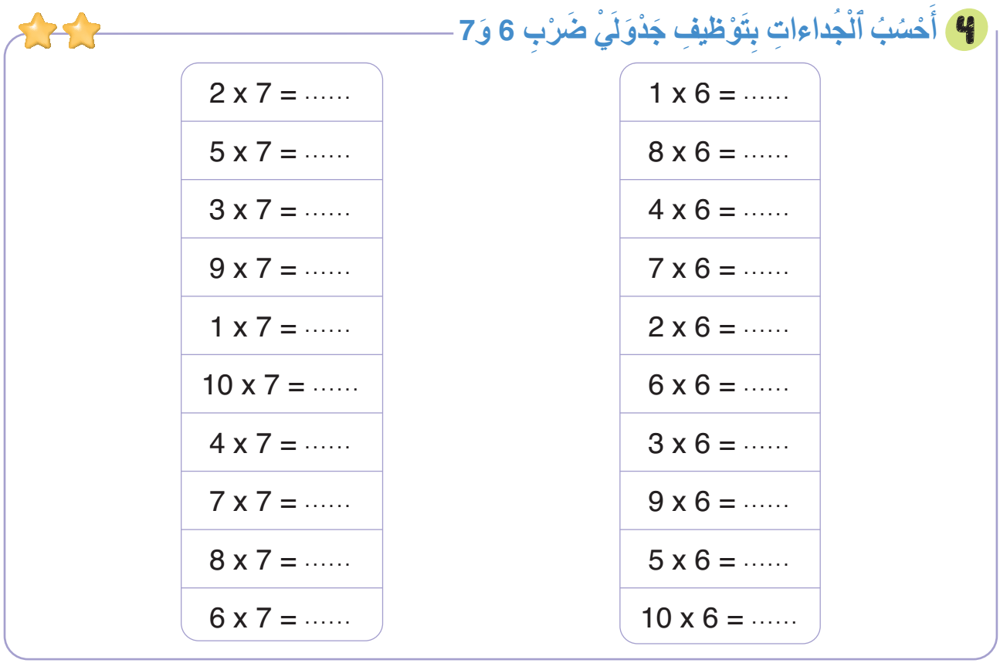 4 أَحْسُبُ ٱلْجُداءاتِ بِتَوْظيفِ جَدْوَلَيْ ضَرْبِ 6 وَ7
1 x 6 = ......
8 x 6 = ......
4 x 6 = ......
7 x 6 = ......
2 x 6 = ......
6 x 6 = ......
3 x 6 = ......
9 x 6 = ......
5 x 6 = ......
10 x 6 = ......
2 x 7 = ......
5 x 7 = ......
3 x 7 = ......
9 x 7 = ......
1 x 7 = ......
10 x 7 = ......
4 x 7 = ......
7 x 7 = ......
8 x 7 = ......
6 x 7 = ......